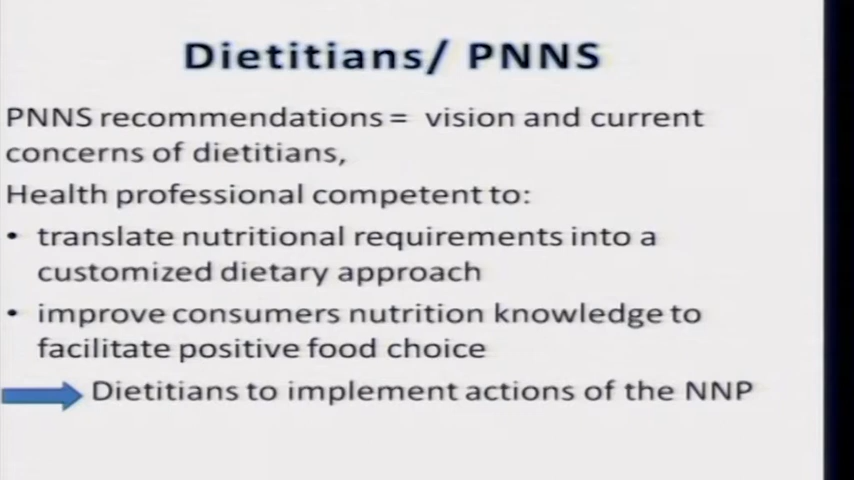 Dietitians/ PNNS
PNNS recommendations = vision and current
concerns of dietitians,
Health professional competent to:
• translate nutritional requirements into a
customized dietary approach
• improve consumers nutrition knowledge to
facilitate positive food choice
Dietitians to implement actions of the NNP